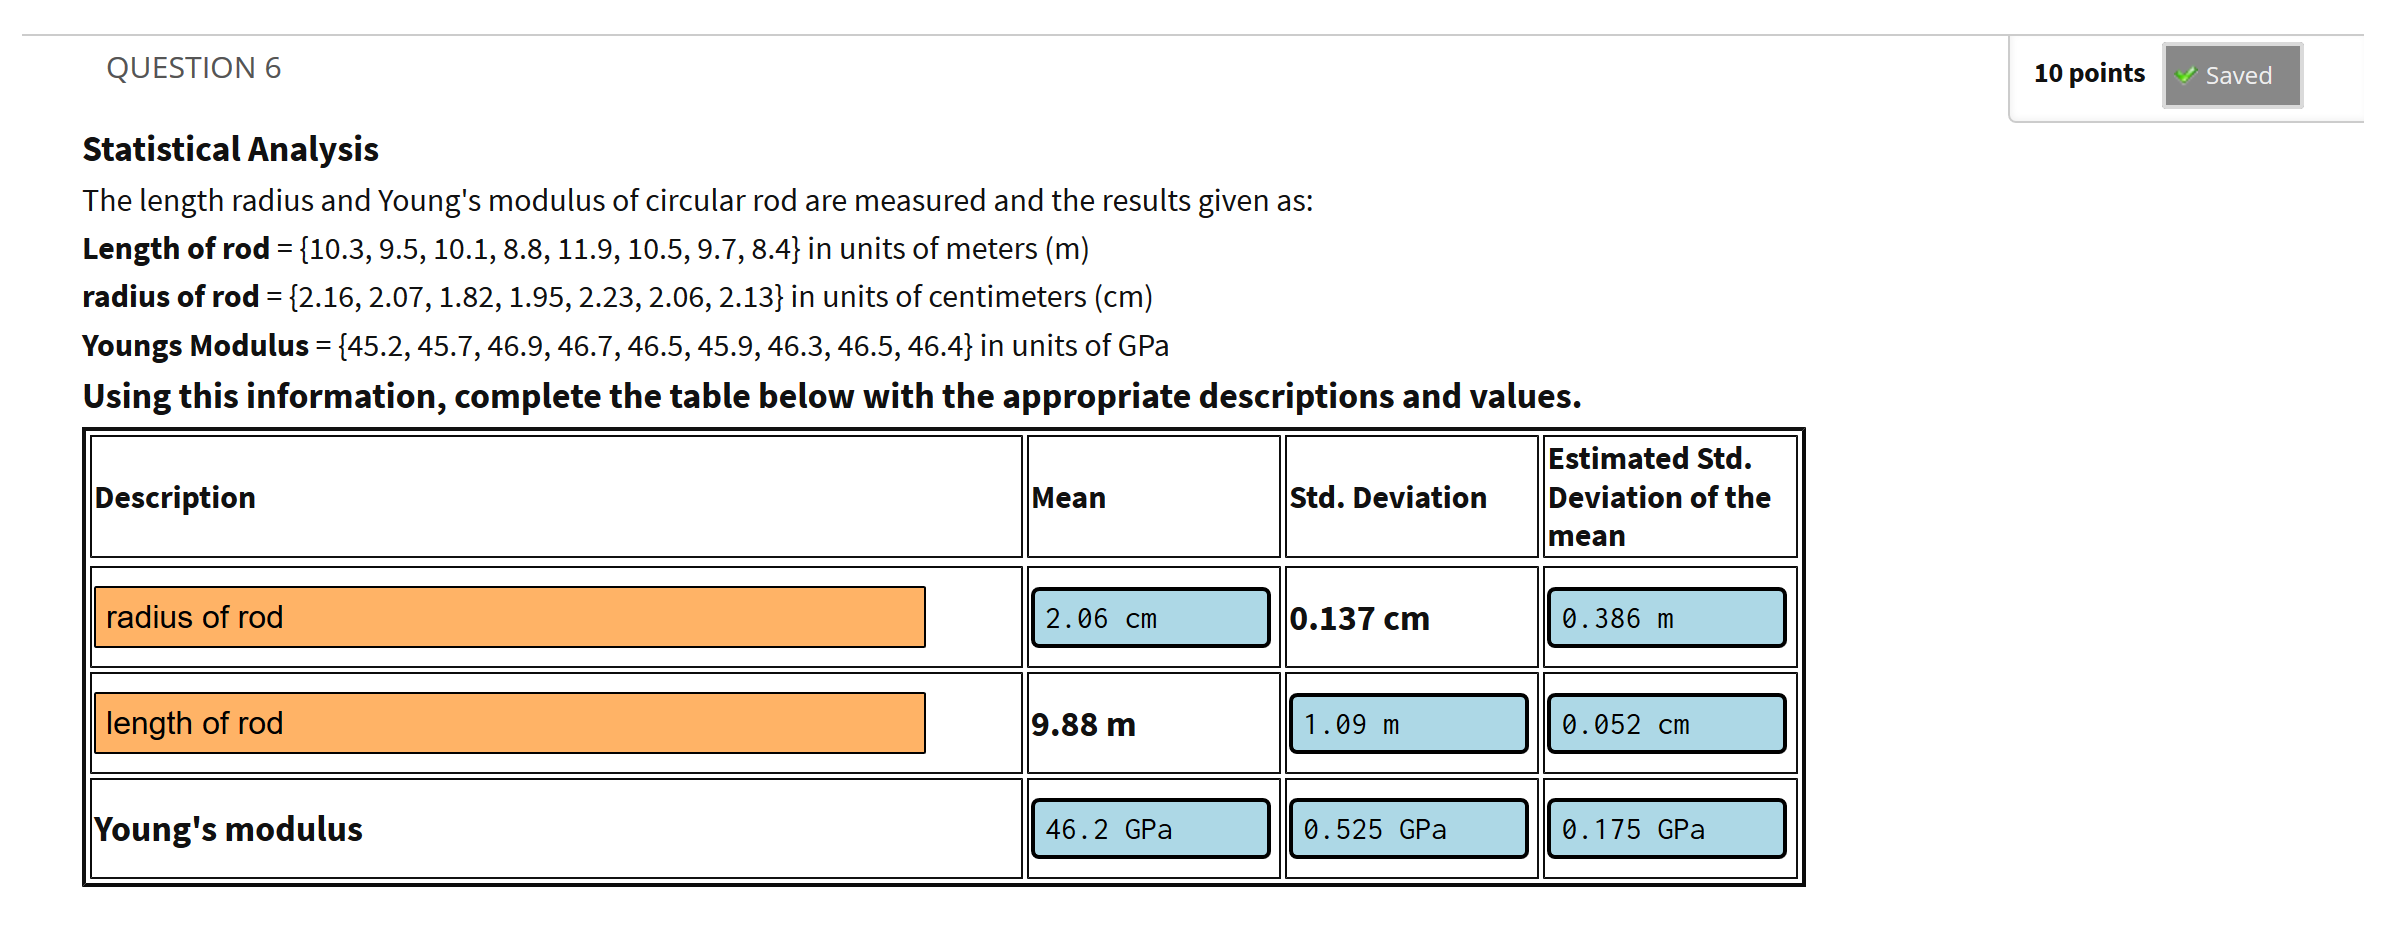 QUESTION 6
10 points
Saved
Statistical Analysis
The length radius and Young's modulus of circular rod are measured and the results given as:
Length of rod = {10.3, 9.5, 10.1, 8.8, 11.9, 10.5, 9.7, 8.4} in units of meters (m)
radius of rod = {2.16, 2.07, 1.82, 1.95, 2.23, 2.06, 2.13} in units of centimeters (cm)
Youngs Modulus = {45.2, 45.7, 46.9, 46.7, 46.5, 45.9, 46.3, 46.5, 46.4} in units of GPa
Using this information, complete the table below with the appropriate descriptions and values.
Description
Mean
Std. Deviation
Estimated Std.
Deviation of the
mean
radius of rod
2.06 cm
0.137 cm
0.386 m
length of rod
9.88 m
1.09 m
0.052 cm
Young's modulus
46.2 GPa
0.525 GPa
0.175 GPa